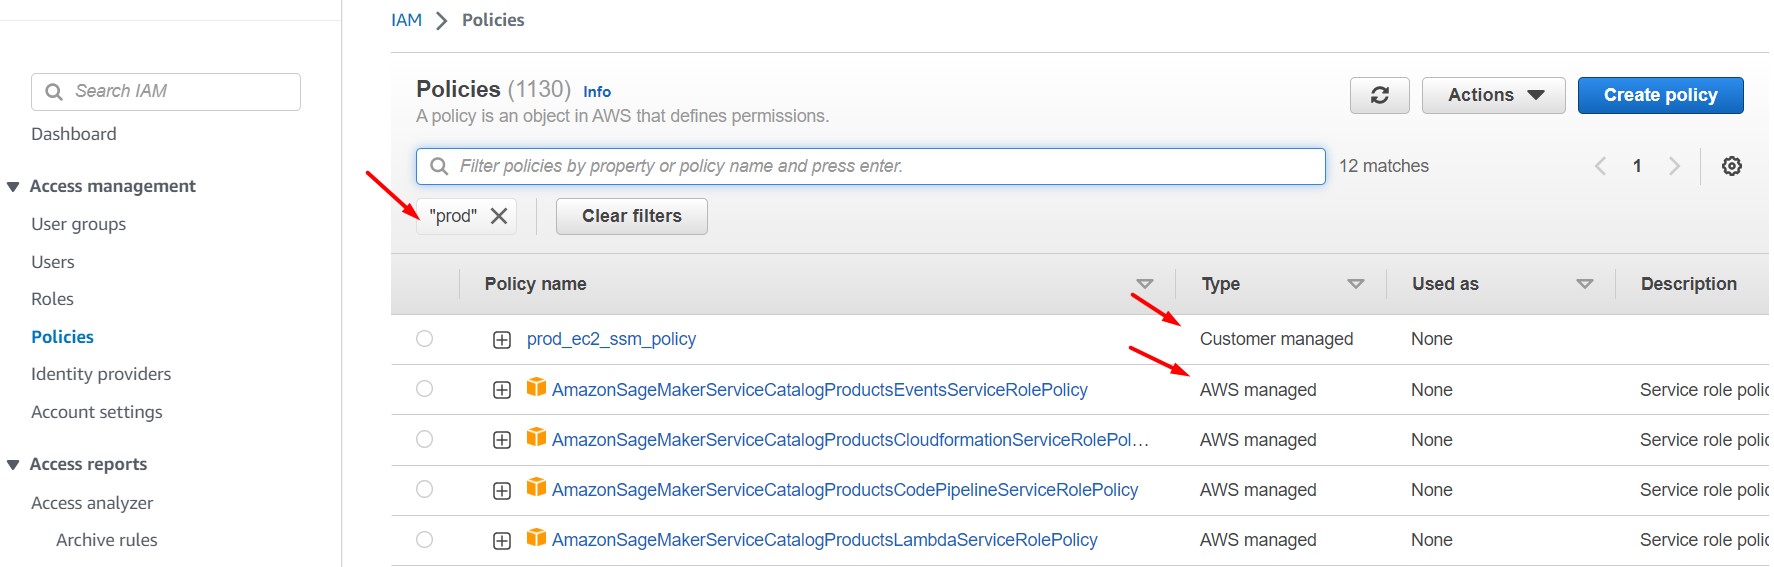 IAM > Policies
Search IAM
Dashboard
Access management
User groups
Users
Roles
Policies
Identity providers
Account settings
Access reports
Access analyzer
Archive rules
Policies (1130) Info
A policy is an object in AWS that defines permissions.
Actions
Create policy
Filter policies by property or policy name and press enter.
12 matches
1
"prod"
Clear filters
Policy name Type Used as Description
prod_ec2_ssm_policy Customer managed None
AmazonSageMakerServiceCatalogProductsEventsServiceRolePolicy AWS managed None Service role polic
AmazonSageMakerServiceCatalogProductsCloudformationServiceRolePol... AWS managed None Service role polic
AmazonSageMakerServiceCatalogProductsCodePipelineServiceRolePolicy AWS managed None Service role polic
AmazonSageMakerServiceCatalogProductsLambdaServiceRolePolicy AWS managed None Service role polic